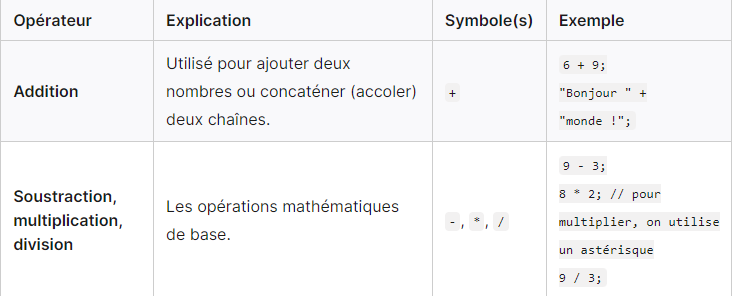 Opérateur Explication Symbole(s) Exemple
Addition
Utilisé pour ajouter deux
nombres ou concaténer (accoler)
deux chaînes.
+
6 + 9;
"Bonjour " +
"monde !";
Soustraction,
multiplication,
division
Les opérations mathématiques
de base.
-, *, /
9 - 3;
8 * 2; // pour
multiplier, on utilise
un astérisque
9 / 3;